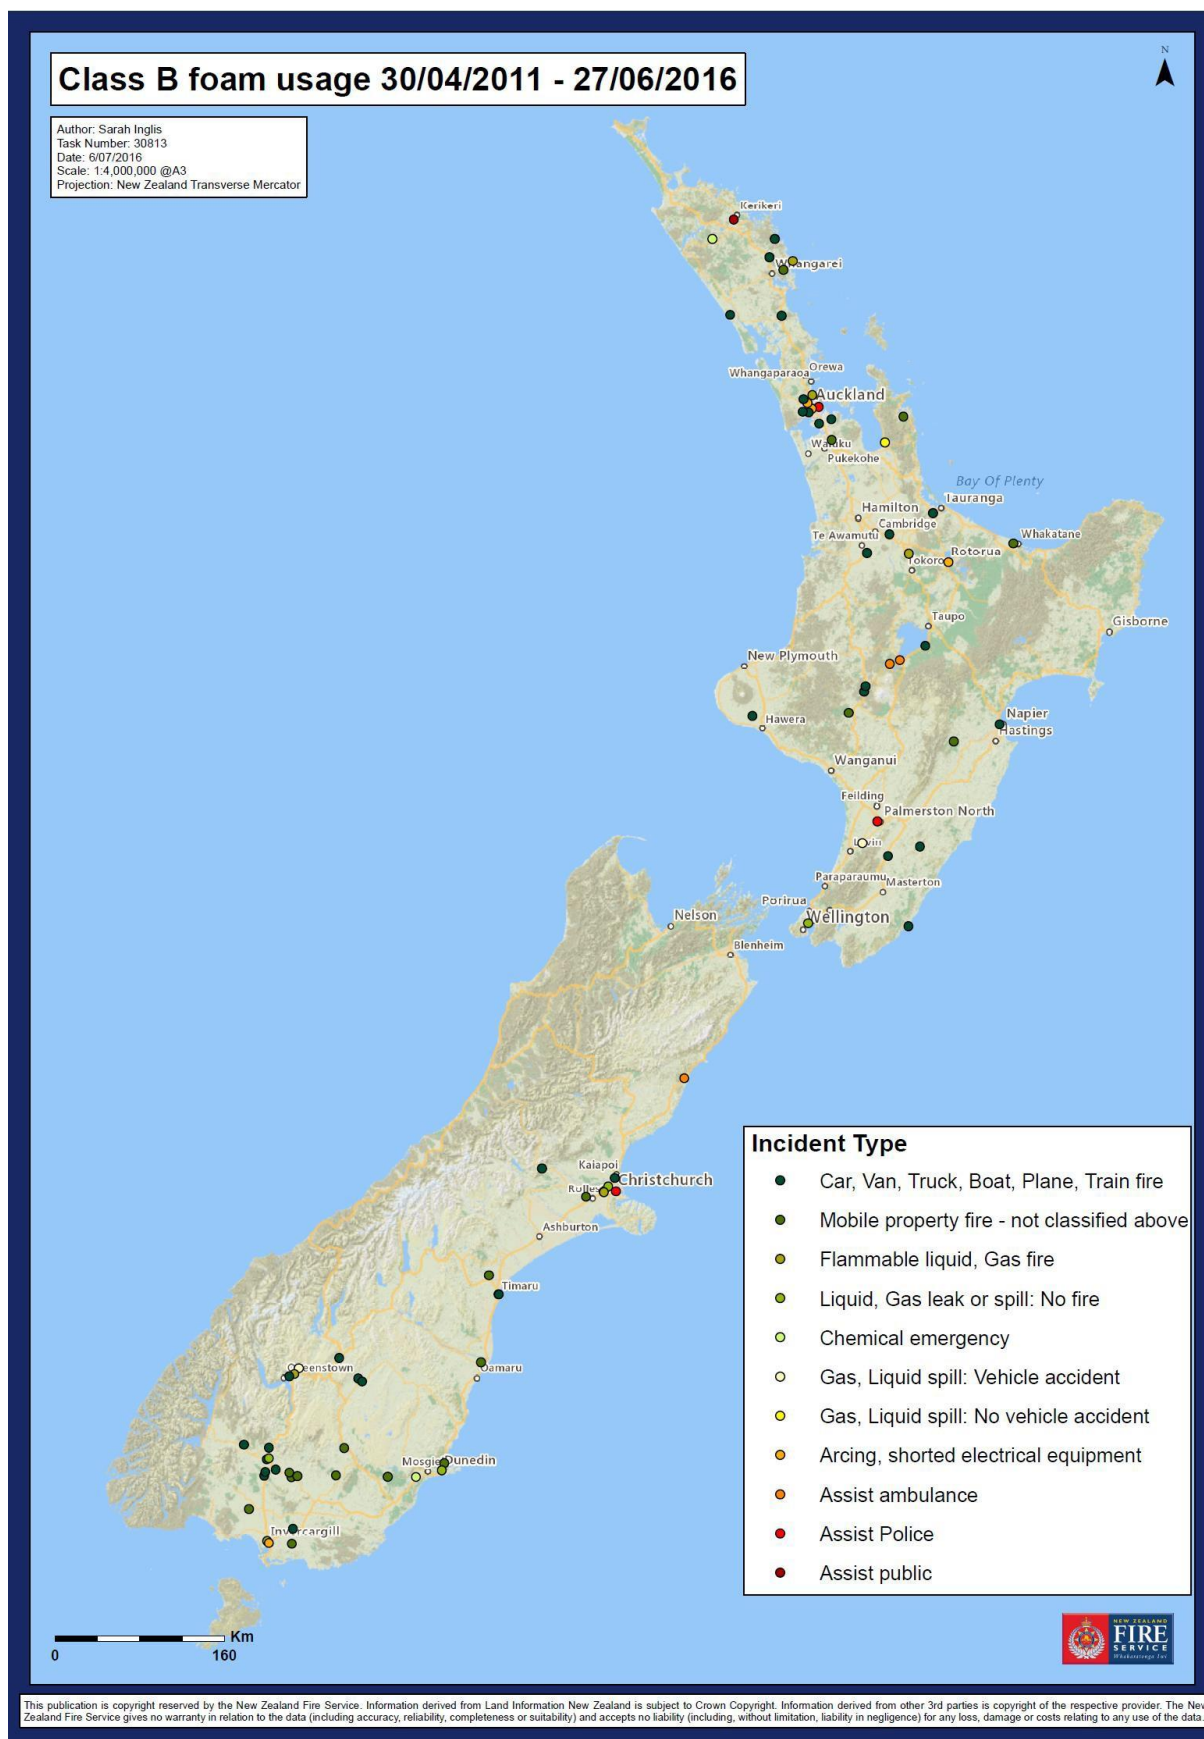 Class B foam usage 30/04/2011 - 27/06/2016
N
Author: Sarah Inglis
Task Number: 30813
Date: 6/07/2016
Scale: 1:4,000,000 @A3
Projection: New Zealand Transverse Mercator
Kerikeri
Whangarei
Orewa
Whangaparaoa
Auckland
Waiuku
Pukekohe
Bay Of Plenty
Tauranga
Hamilton
Cambridge
Whakatane
Te Awamutu
Rotorua
Tokoroa
Taupo
Gisborne
New Plymouth
Napier
Hawera
Hastings
Wanganui
Feilding
Palmerston North
Levin
Paraparaumu
Masterton
Porirua
Nelson
Wellington
Blenheim
Kaiapoi
Christchurch
Rolleston
Ashburton
Timaru
Queenstown
Oamaru
Mosgiel
Dunedin
Invercargill
Incident Type
Car, Van, Truck, Boat, Plane, Train fire
Mobile property fire - not classified above
Flammable liquid, Gas fire
Liquid, Gas leak or spill: No fire
Chemical emergency
Gas, Liquid spill: Vehicle accident
Gas, Liquid spill: No vehicle accident
Arcing, shorted electrical equipment
Assist ambulance
Assist Police
Assist public
Km
0 160
NEW ZEALAND
FIRE
SERVICE
Whakaratonga Iwi
This publication is copyright reserved by the New Zealand Fire Service. Information derived from Land Information New Zealand is subject to Crown Copyright. Information derived from other 3rd parties is copyright of the respective provider. The New
Zealand Fire Service gives no warranty in relation to the data (including accuracy, reliability, completeness or suitability) and accepts no liability (including, without limitation, liability in negligence) for any loss, damage or costs relating to any use of the data.